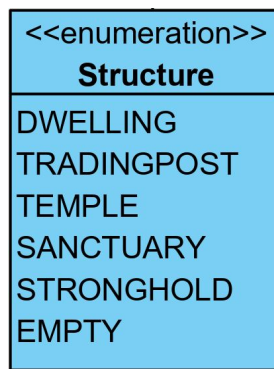 <<enumeration>>
Structure
DWELLING
TRADINGPOST
TEMPLE
SANCTUARY
STRONGHOLD
EMPTY